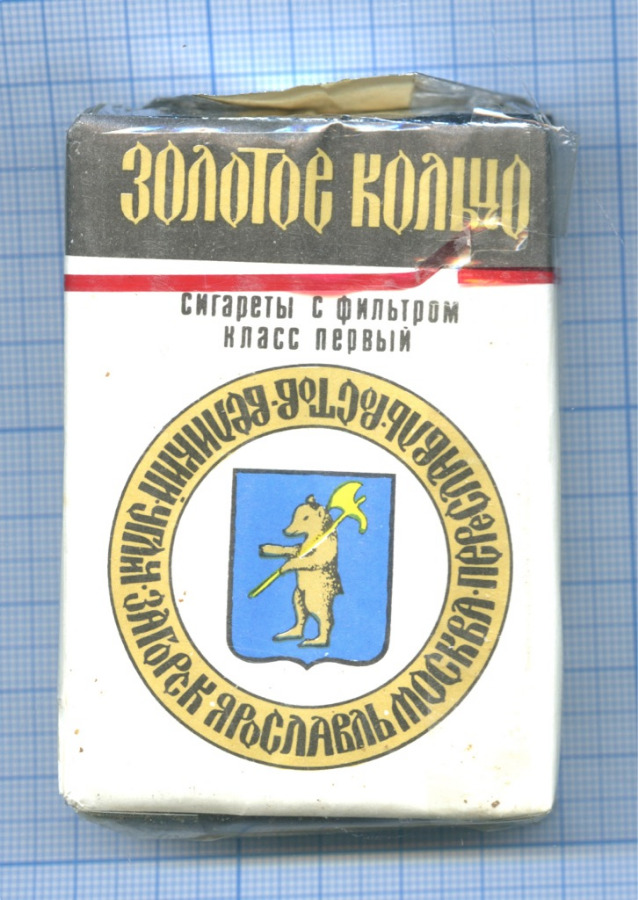 ЗОЛОТОЕ КОЛЬЦО
СИГАРЕТЫ С ФИЛЬТРОМ
КЛАСС ПЕРВЫЙ
ЗАГОРСК ЯРОСЛАВЛЬ МОСКВА · ПЕРЕСЛАВЛЬ · РОСТОВ · ВЕЛИКИЙ · УГЛИЧ ·